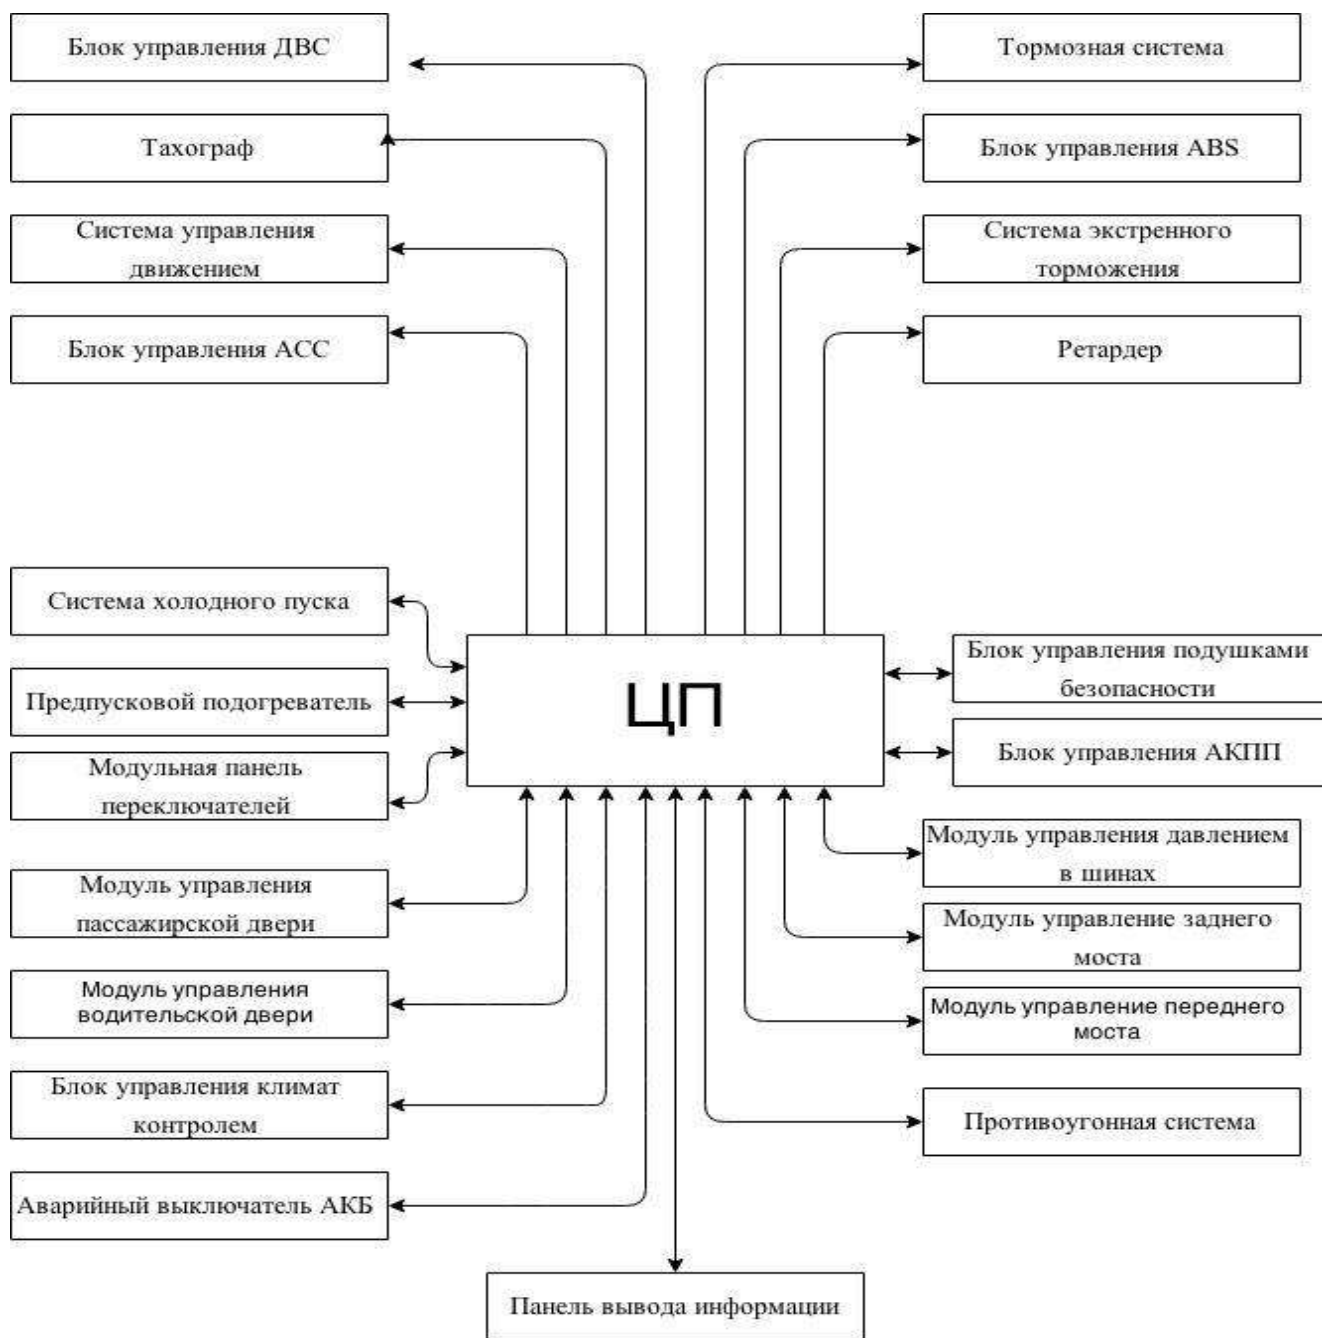 Блок управления ДВС
Тормозная система
Тахограф
Блок управления ABS
Система управления
движением
Система экстренного
торможения
Блок управления АСС
Ретардер
Система холодного пуска
Предпусковой подогреватель
Модульная панель
переключателей
ЦП
Блок управления подушками
безопасности
Блок управления АКПП
Модуль управления
пассажирской двери
Модуль управления давлением
в шинах
Модуль управления
водительской двери
Модуль управление заднего
моста
Блок управления климат
контролем
Модуль управление переднего
моста
Аварийный выключатель АКБ
Противоугонная система
Панель вывода информации